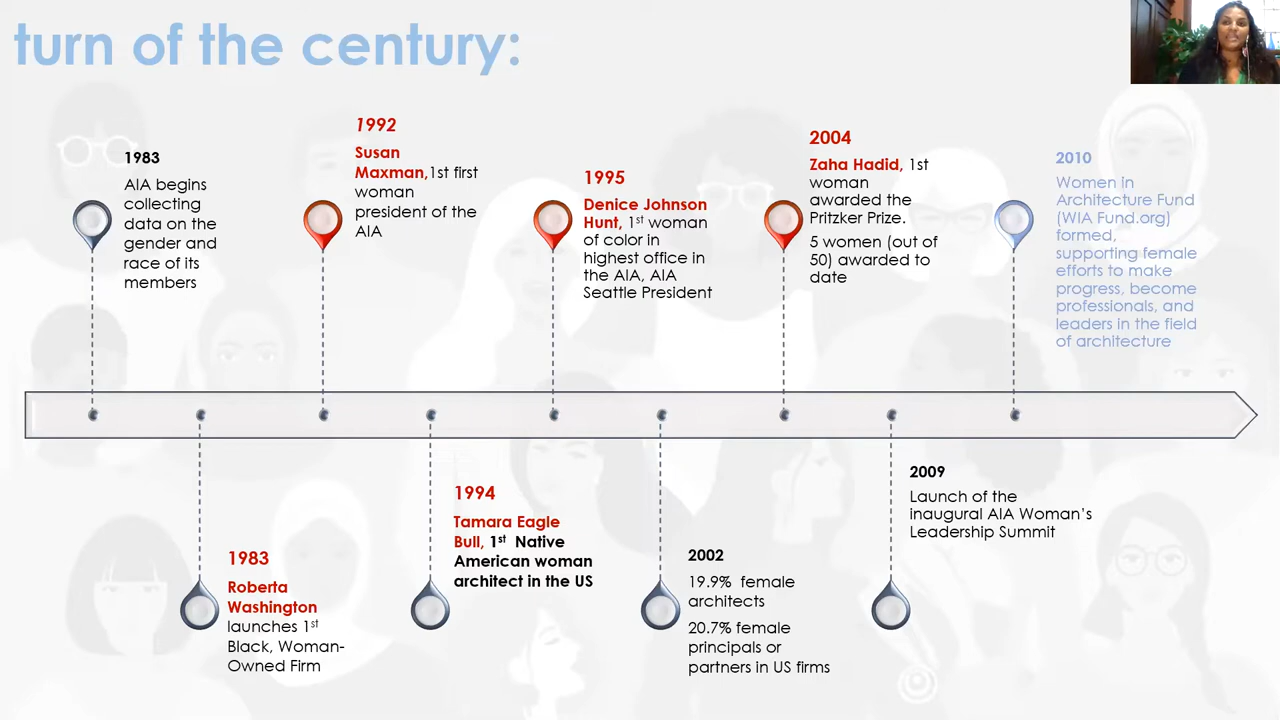 turn of the century:
1983
AIA begins
collecting
data on the
gender and
race of its
members
1992
Susan
Maxman,1st first
woman
president of the
AIA
1995
Denice Johnson
Hunt, 1st woman
of color in
highest office in
the AIA, AIA
Seattle President
2004
Zaha Hadid, 1st
woman
awarded the
Pritzker Prize.
5 women (out of
50) awarded to
date
2010
Women in
Architecture Fund
(WIA Fund.org)
formed,
supporting female
efforts to make
progress, become
professionals, and
leaders in the field
of architecture
1983
Roberta
Washington
launches 1st
Black, Woman-
Owned Firm
1994
Tamara Eagle
Bull, 1st Native
American woman
architect in the US
2002
19.9% female
architects
20.7% female
principals or
partners in US firms
2009
Launch of the
inaugural AIA Woman’s
Leadership Summit